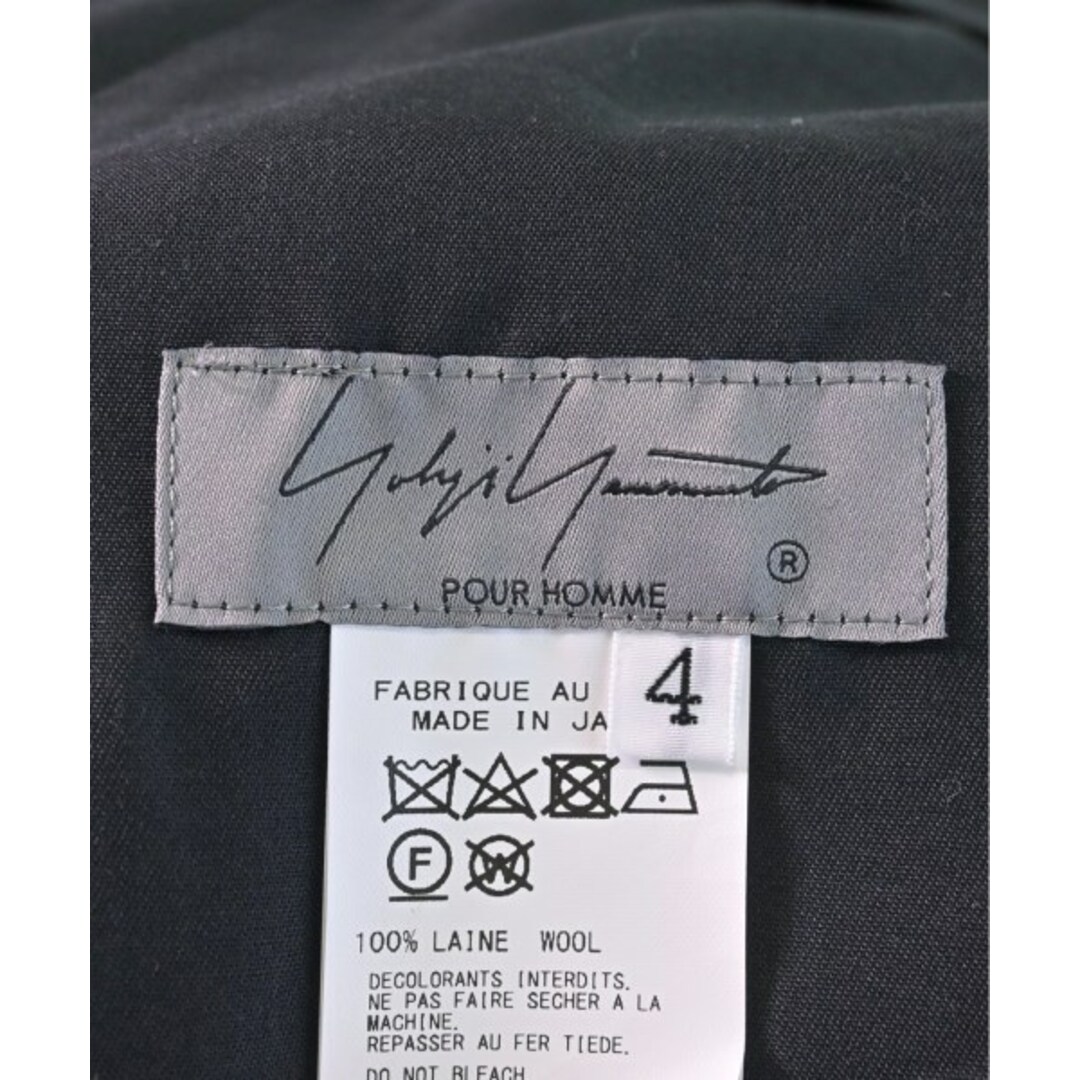 Yohji Yamamoto
®
POUR HOMME
4
FABRIQUE AU
MADE IN JA
F
W
100% LAINE WOOL
DECOLORANTS INTERDITS.
NE PAS FAIRE SECHER A LA
MACHINE.
REPASSER AU FER TIEDE.
DO NOT BLEACH